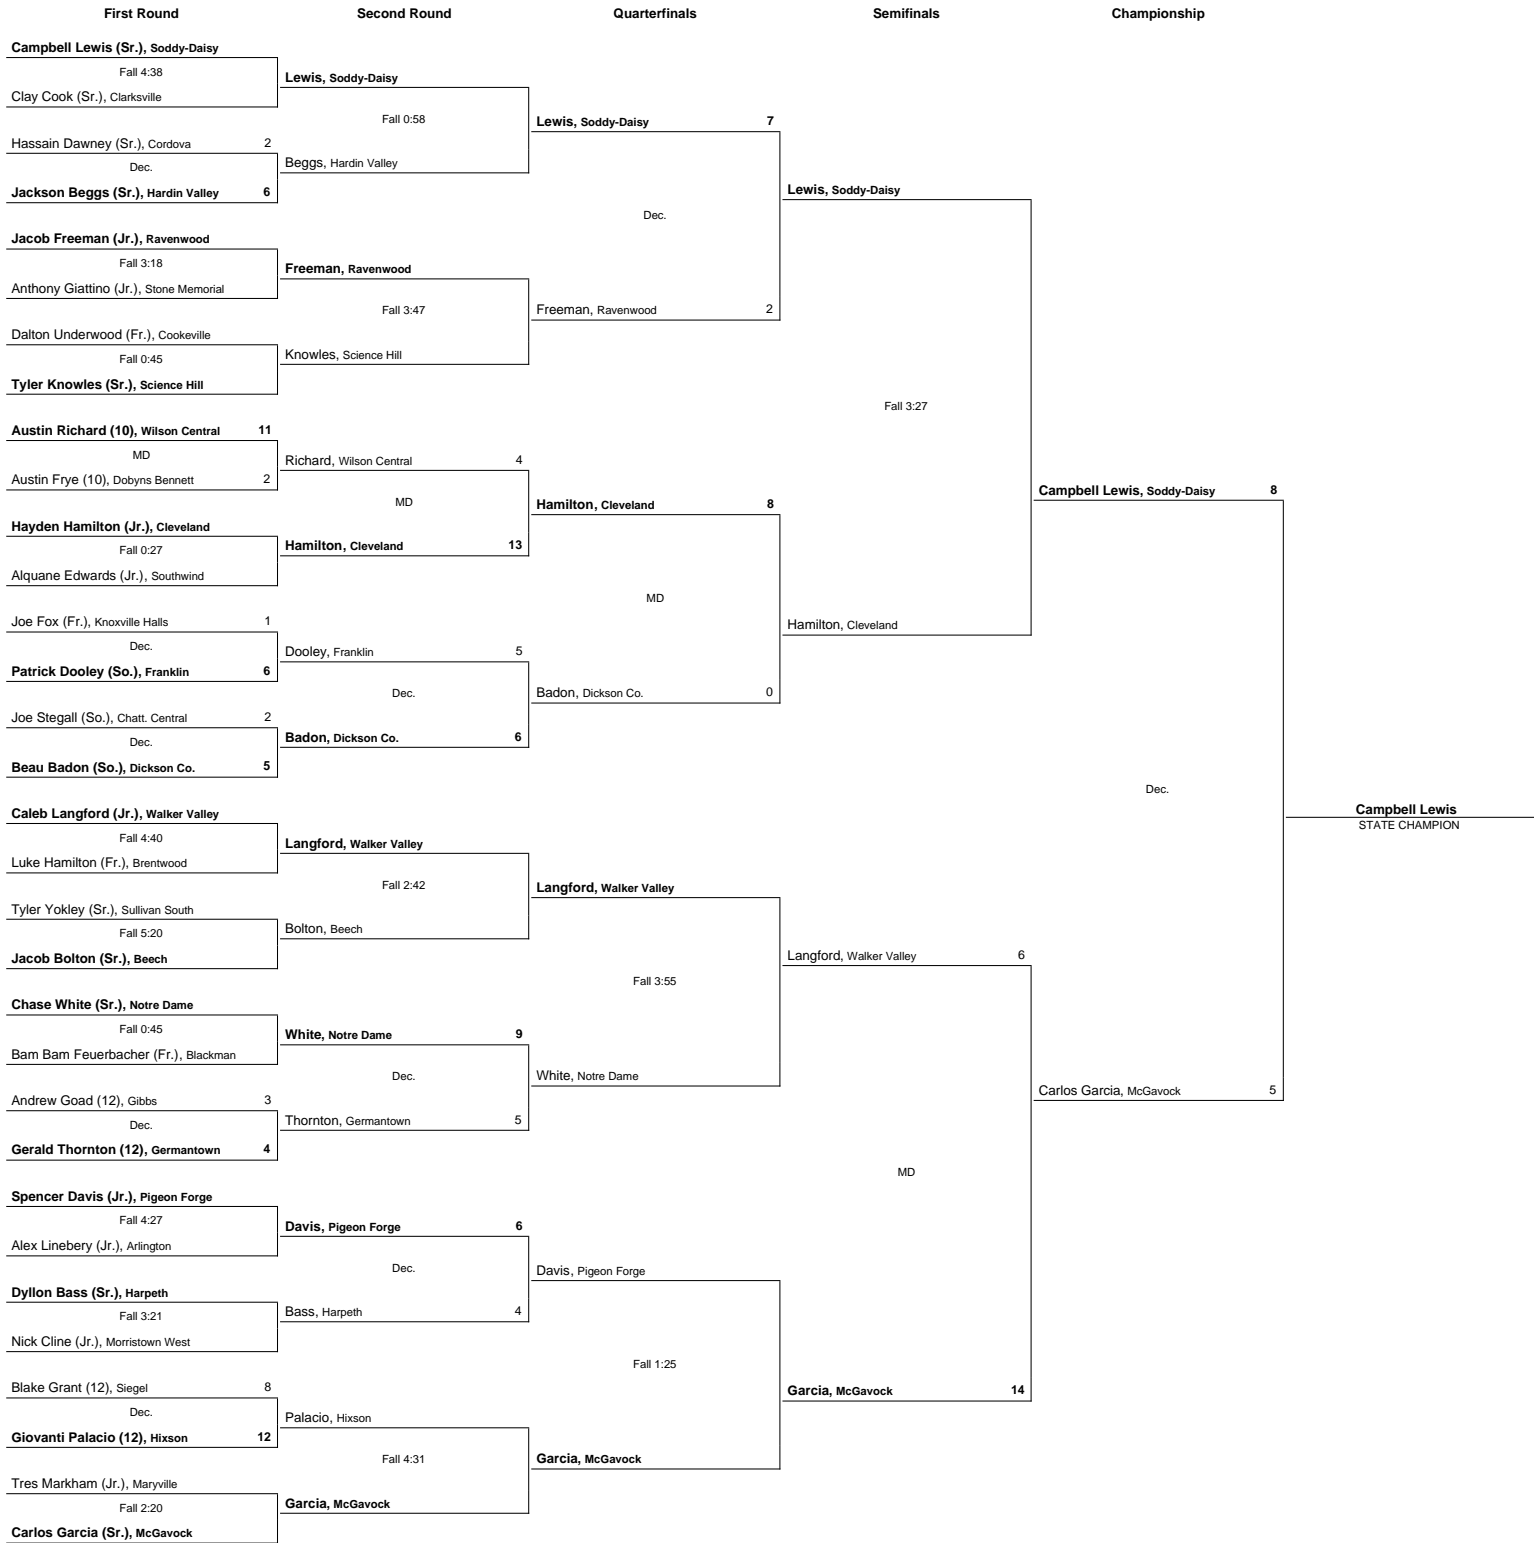 First Round Second Round Quarterfinals Semifinals Championship
Campbell Lewis (Sr.), Soddy-Daisy
Fall 4:38
Clay Cook (Sr.), Clarksville
Hassain Dawney (Sr.), Cordova 2
Dec.
Jackson Beggs (Sr.), Hardin Valley 6
Jacob Freeman (Jr.), Ravenwood
Fall 3:18
Anthony Giattino (Jr.), Stone Memorial
Dalton Underwood (Fr.), Cookeville
Fall 0:45
Tyler Knowles (Sr.), Science Hill
Austin Richard (10), Wilson Central 11
MD
Austin Frye (10), Dobyns Bennett 2
Hayden Hamilton (Jr.), Cleveland
Fall 0:27
Alquane Edwards (Jr.), Southwind
Joe Fox (Fr.), Knoxville Halls 1
Dec.
Patrick Dooley (So.), Franklin 6
Joe Stegall (So.), Chatt. Central 2
Dec.
Beau Badon (So.), Dickson Co. 5
Caleb Langford (Jr.), Walker Valley
Fall 4:40
Luke Hamilton (Fr.), Brentwood
Tyler Yokley (Sr.), Sullivan South
Fall 5:20
Jacob Bolton (Sr.), Beech
Chase White (Sr.), Notre Dame
Fall 0:45
Bam Bam Feuerbacher (Fr.), Blackman
Andrew Goad (12), Gibbs 3
Dec.
Gerald Thornton (12), Germantown 4
Spencer Davis (Jr.), Pigeon Forge
Fall 4:27
Alex Linebery (Jr.), Arlington
Dyllon Bass (Sr.), Harpeth
Fall 3:21
Nick Cline (Jr.), Morristown West
Blake Grant (12), Siegel 8
Dec.
Giovanti Palacio (12), Hixson 12
Tres Markham (Jr.), Maryville
Fall 2:20
Carlos Garcia (Sr.), McGavock
Lewis, Soddy-Daisy
Fall 0:58
Beggs, Hardin Valley
Freeman, Ravenwood
Fall 3:47
Knowles, Science Hill
Richard, Wilson Central 4
MD
Hamilton, Cleveland 13
Dooley, Franklin 5
Dec.
Badon, Dickson Co. 6
Langford, Walker Valley
Fall 2:42
Bolton, Beech
White, Notre Dame 9
Dec.
Thornton, Germantown 5
Davis, Pigeon Forge 6
Dec.
Bass, Harpeth 4
Palacio, Hixson
Fall 4:31
Garcia, McGavock
Lewis, Soddy-Daisy 7
Dec.
Freeman, Ravenwood 2
Hamilton, Cleveland 8
MD
Badon, Dickson Co. 0
Langford, Walker Valley
Fall 3:55
White, Notre Dame
Davis, Pigeon Forge
Fall 1:25
Garcia, McGavock
Lewis, Soddy-Daisy
Fall 3:27
Hamilton, Cleveland
Langford, Walker Valley 6
MD
Garcia, McGavock 14
Campbell Lewis, Soddy-Daisy 8
Dec.
Carlos Garcia, McGavock 5
Campbell Lewis
STATE CHAMPION